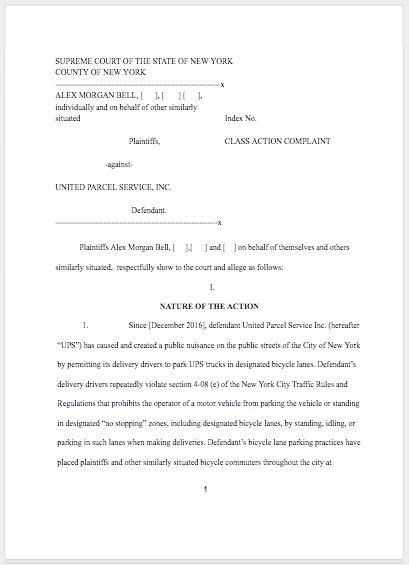 SUPREME COURT OF THE STATE OF NEW YORK
COUNTY OF NEW YORK
------------------------------------------------------------------x
ALEX MORGAN BELL, [ ], [ ] [ ],
individually and on behalf of other similarly
situated Index No.
Plaintiffs, CLASS ACTION COMPLAINT
-against-
UNITED PARCEL SERVICE, INC.
Defendant.
-----------------------------------------------------------------x
Plaintiffs Alex Morgan Bell, [ ],[ ] and [ ] on behalf of themselves and others
similarly situated, respectfully show to the court and allege as follows:
I.
NATURE OF THE ACTION
1. Since [December 2016], defendant United Parcel Service Inc. (hereafter
“UPS”) has caused and created a public nuisance on the public streets of the City of New York
by permitting its delivery drivers to park UPS trucks in designated bicycle lanes. Defendant’s
delivery drivers repeatedly violate section 4-08 (e) of the New York City Traffic Rules and
Regulations that prohibits the operator of a motor vehicle from parking the vehicle or standing
in designated “no stopping” zones, including designated bicycle lanes, by standing, idling, or
parking in such lanes when making deliveries. Defendant’s bicycle lane parking practices have
placed plaintiffs and other similarly situated bicycle commuters throughout the city at
¶